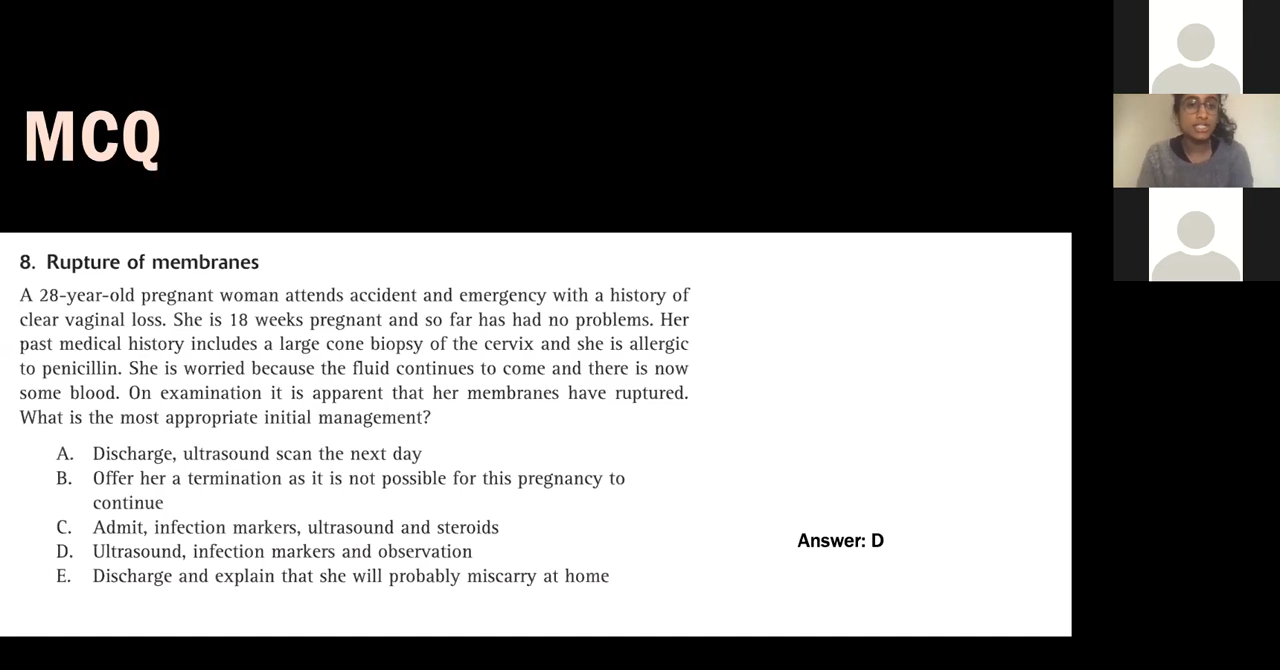 MCQ
8. Rupture of membranes
A 28-year-old pregnant woman attends accident and emergency with a history of
clear vaginal loss. She is 18 weeks pregnant and so far has had no problems. Her
past medical history includes a large cone biopsy of the cervix and she is allergic
to penicillin. She is worried because the fluid continues to come and there is now
some blood. On examination it is apparent that her membranes have ruptured.
What is the most appropriate initial management?
A. Discharge, ultrasound scan the next day
B. Offer her a termination as it is not possible for this pregnancy to
continue
C. Admit, infection markers, ultrasound and steroids
D. Ultrasound, infection markers and observation
E. Discharge and explain that she will probably miscarry at home
Answer: D